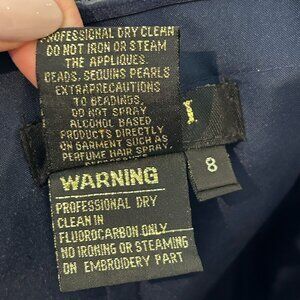 PROFESSIONAL DRY CLEAN
DO NOT IRON OR STEAM
THE APPLIQUES.
BEADS, SEQUINS PEARLS
EXTRAPRECAUTIONS
TO BEADINGS.
DO NOT SPRAY
ALCOHOL BASED
PRODUCTS DIRECTLY
ON GARMENT SUCH AS
PERFUME HAIR SPRAY,
WARNING
PROFESSIONAL DRY
CLEAN IN
FLUOROCARBON ONLY
NO IRONING OR STEAMING
ON EMBROIDERY PART
8